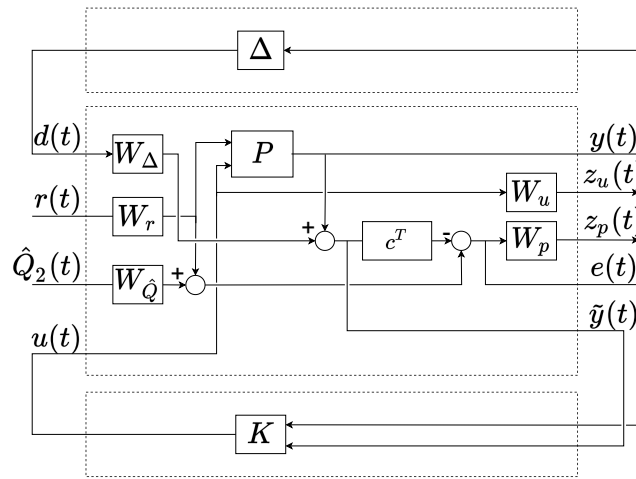 Δ
d(t)
W_Δ
P
y(t)
z_u(t)
W_u
r(t)
W_r
z_p(t)
+
c^T
-
W_p
Q̂_2(t)
W_Q̂
+
e(t)
ỹ(t)
u(t)
K